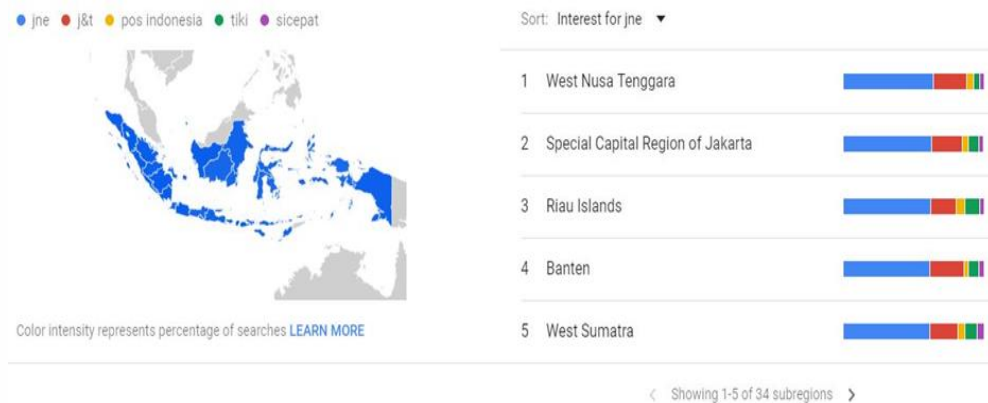 jne j&t pos indonesia tiki sicepat
Color intensity represents percentage of searches LEARN MORE
Sort: Interest for jne
1 West Nusa Tenggara
2 Special Capital Region of Jakarta
3 Riau Islands
4 Banten
5 West Sumatra
Showing 1-5 of 34 subregions